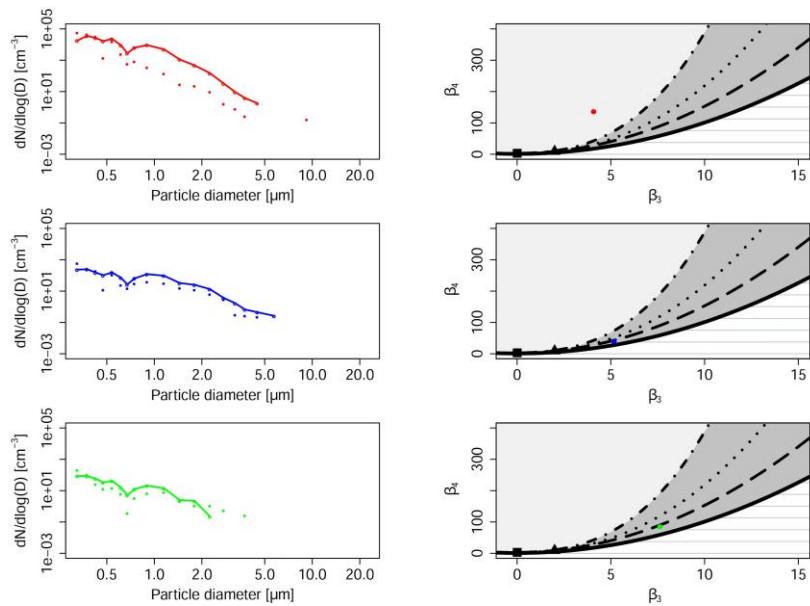 dN/dlog(D) [cm⁻³]
1e−03 1e+01 1e+05
0.5 1.0 2.0 5.0 10.0 20.0
Particle diameter [µm]
β₄
0 100 300
0 5 10 15
β₃
dN/dlog(D) [cm⁻³]
1e−03 1e+01 1e+05
0.5 1.0 2.0 5.0 10.0 20.0
Particle diameter [µm]
β₄
0 100 300
0 5 10 15
β₃
dN/dlog(D) [cm⁻³]
1e−03 1e+01 1e+05
0.5 1.0 2.0 5.0 10.0 20.0
Particle diameter [µm]
β₄
0 100 300
0 5 10 15
β₃